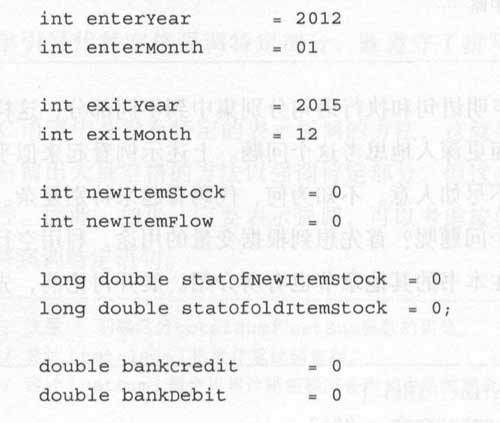 int enterYear = 2012
int enterMonth = 01
int exitYear = 2015
int exitMonth = 12
int newItemStock = 0
int newItemFlow = 0
long double statOfNewItemStock = 0
long double statOfoldItemStock = 0;
double bankCredit = 0
double bankDebit = 0